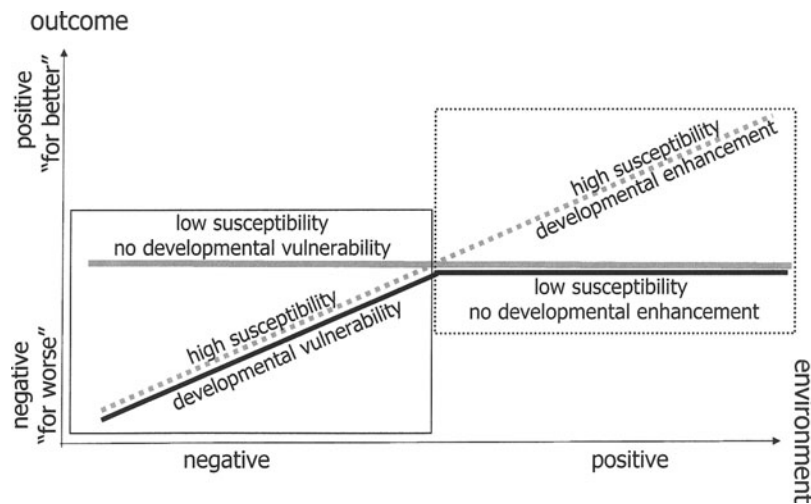 outcome
positive
"for better"
high susceptibility
developmental enhancement
low susceptibility
no developmental vulnerability
high susceptibility
developmental vulnerability
low susceptibility
no developmental enhancement
negative
"for worse"
negative
positive
environment